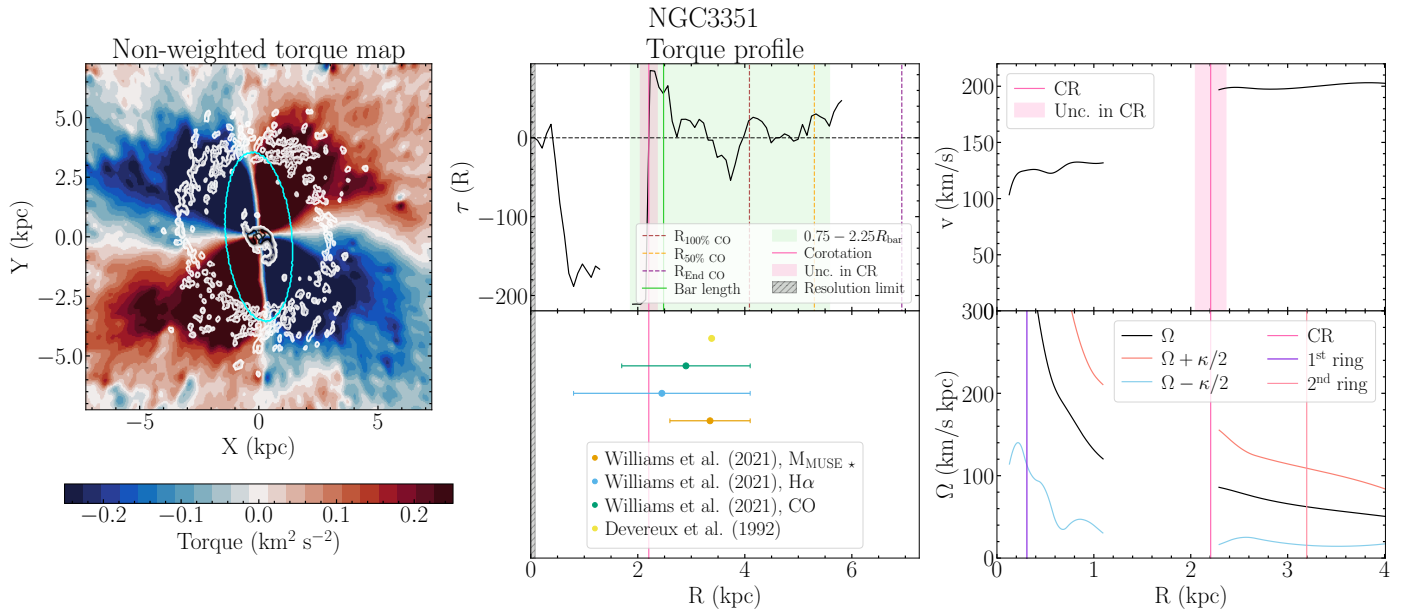 NGC3351
Non-weighted torque map
Y (kpc)
5.0
2.5
0.0
−2.5
−5.0
−5
0
5
X (kpc)
−0.2
−0.1
0.0
0.1
0.2
Torque (km² s⁻²)
Torque profile
τ (R)
0
−100
−200
R100% CO
R50% CO
REnd CO
Bar length
0.75 − 2.25Rbar
Corotation
Unc. in CR
Resolution limit
Williams et al. (2021), MMUSE ⋆
Williams et al. (2021), Hα
Williams et al. (2021), CO
Devereux et al. (1992)
0
2
4
6
R (kpc)
v (km/s)
200
150
100
50
CR
Unc. in CR
Ω (km/s kpc)
300
200
100
0
Ω
Ω + κ/2
Ω − κ/2
CR
1st ring
2nd ring
0
1
2
3
4
R (kpc)